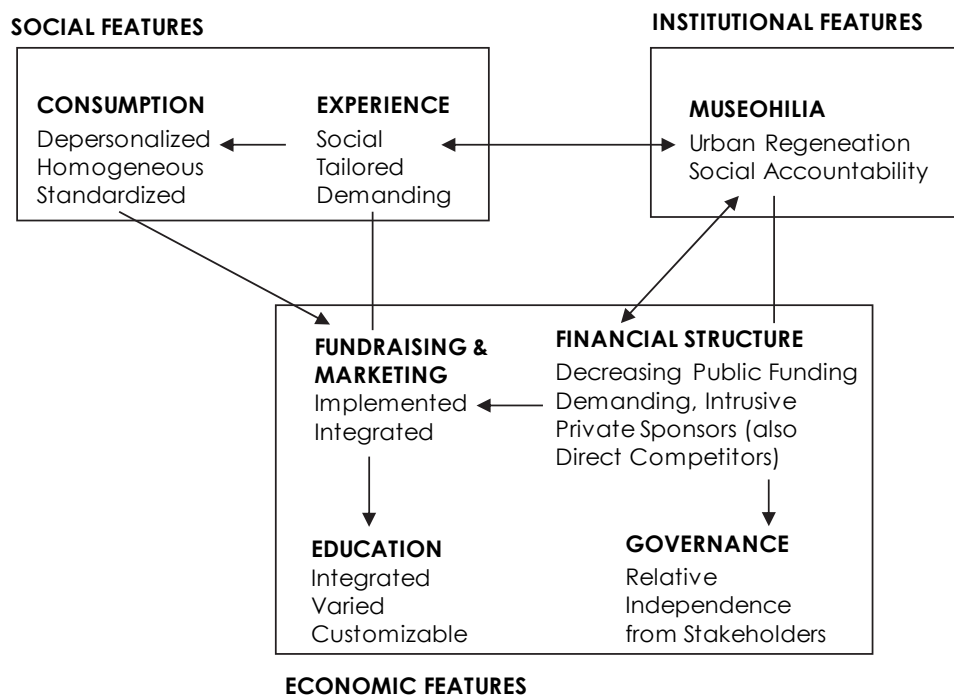 SOCIAL FEATURES
INSTITUTIONAL FEATURES
CONSUMPTION
Depersonalized
Homogeneous
Standardized
EXPERIENCE
Social
Tailored
Demanding
MUSEOHILIA
Urban Regeneation
Social Accountability
FUNDRAISING &
MARKETING
Implemented
Integrated
FINANCIAL STRUCTURE
Decreasing Public Funding
Demanding, Intrusive
Private Sponsors (also
Direct Competitors)
EDUCATION
Integrated
Varied
Customizable
GOVERNANCE
Relative
Independence
from Stakeholders
ECONOMIC FEATURES